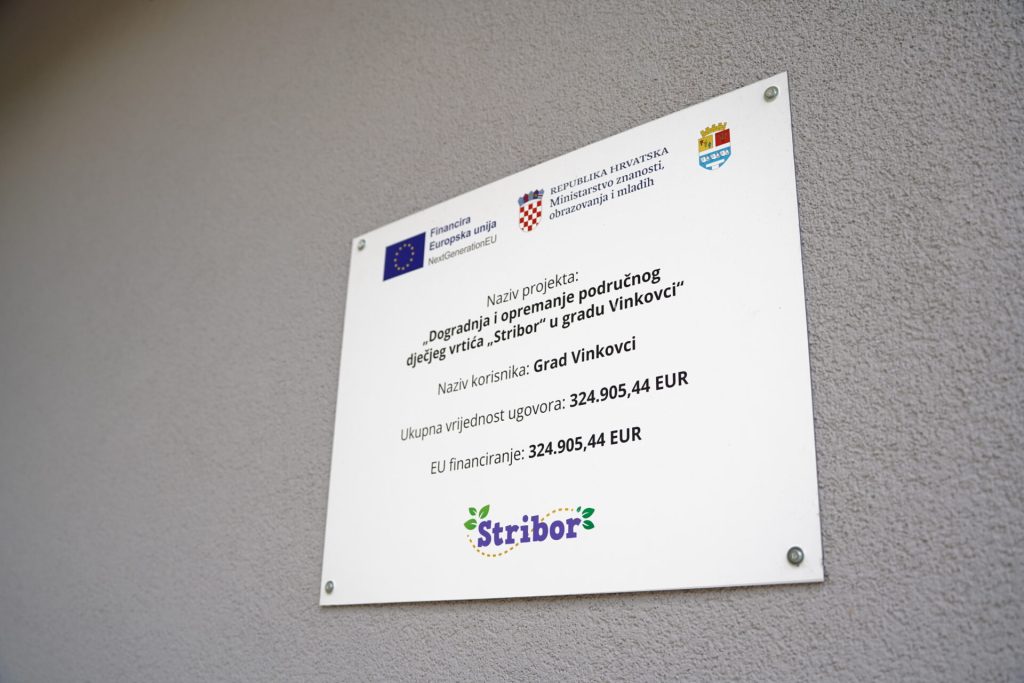 Financira
Europska unija
NextGenerationEU
REPUBLIKA HRVATSKA
Ministarstvo znanosti,
obrazovanja i mladih
Naziv projekta:
„Dogradnja i opremanje područnog
dječjeg vrtića „Stribor“ u gradu Vinkovci“
Naziv korisnika: Grad Vinkovci
Ukupna vrijednost ugovora: 324.905,44 EUR
EU financiranje: 324.905,44 EUR
Stribor